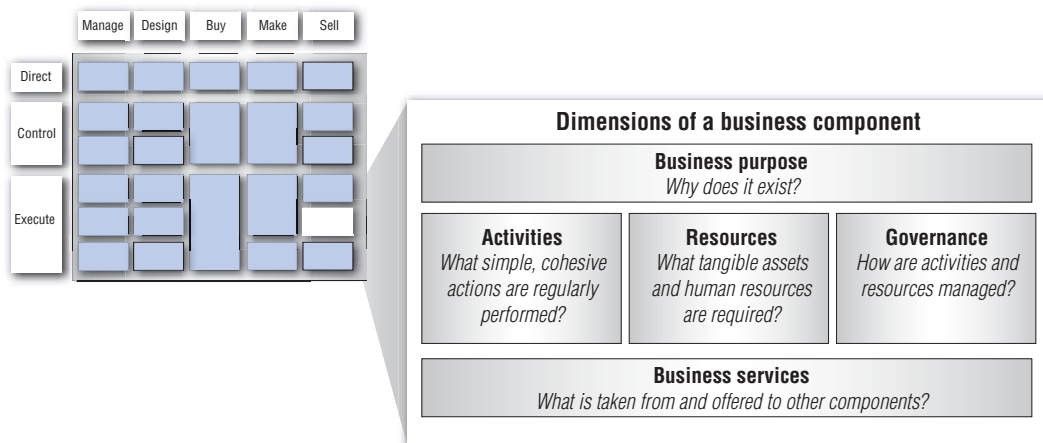 Manage Design Buy Make Sell
Direct
Control
Execute
Dimensions of a business component
Business purpose
Why does it exist?
Activities
What simple, cohesive
actions are regularly
performed?
Resources
What tangible assets
and human resources
are required?
Governance
How are activities and
resources managed?
Business services
What is taken from and offered to other components?